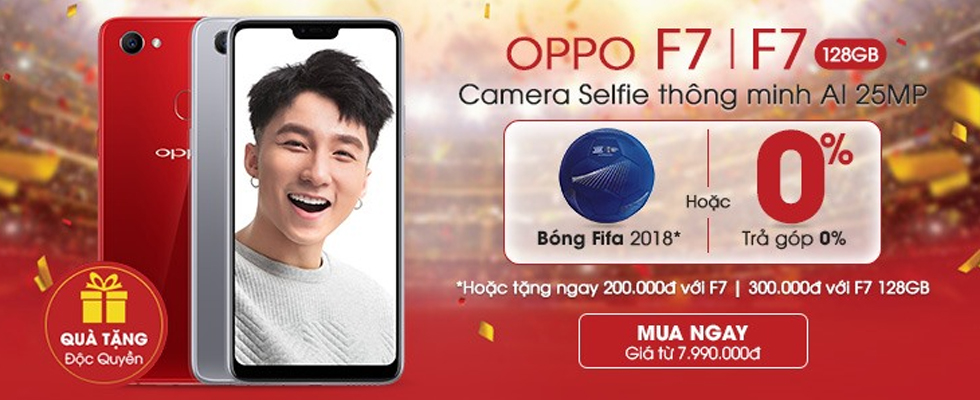 OPPO F7 | F7 128GB
Camera Selfie thông minh AI 25MP
Bóng Fifa 2018*
Hoặc
0%
Trả góp 0%
*Hoặc tặng ngay 200.000đ với F7 | 300.000đ với F7 128GB
MUA NGAY
Giá từ 7.990.000đ
QUÀ TẶNG
Độc Quyền
opp